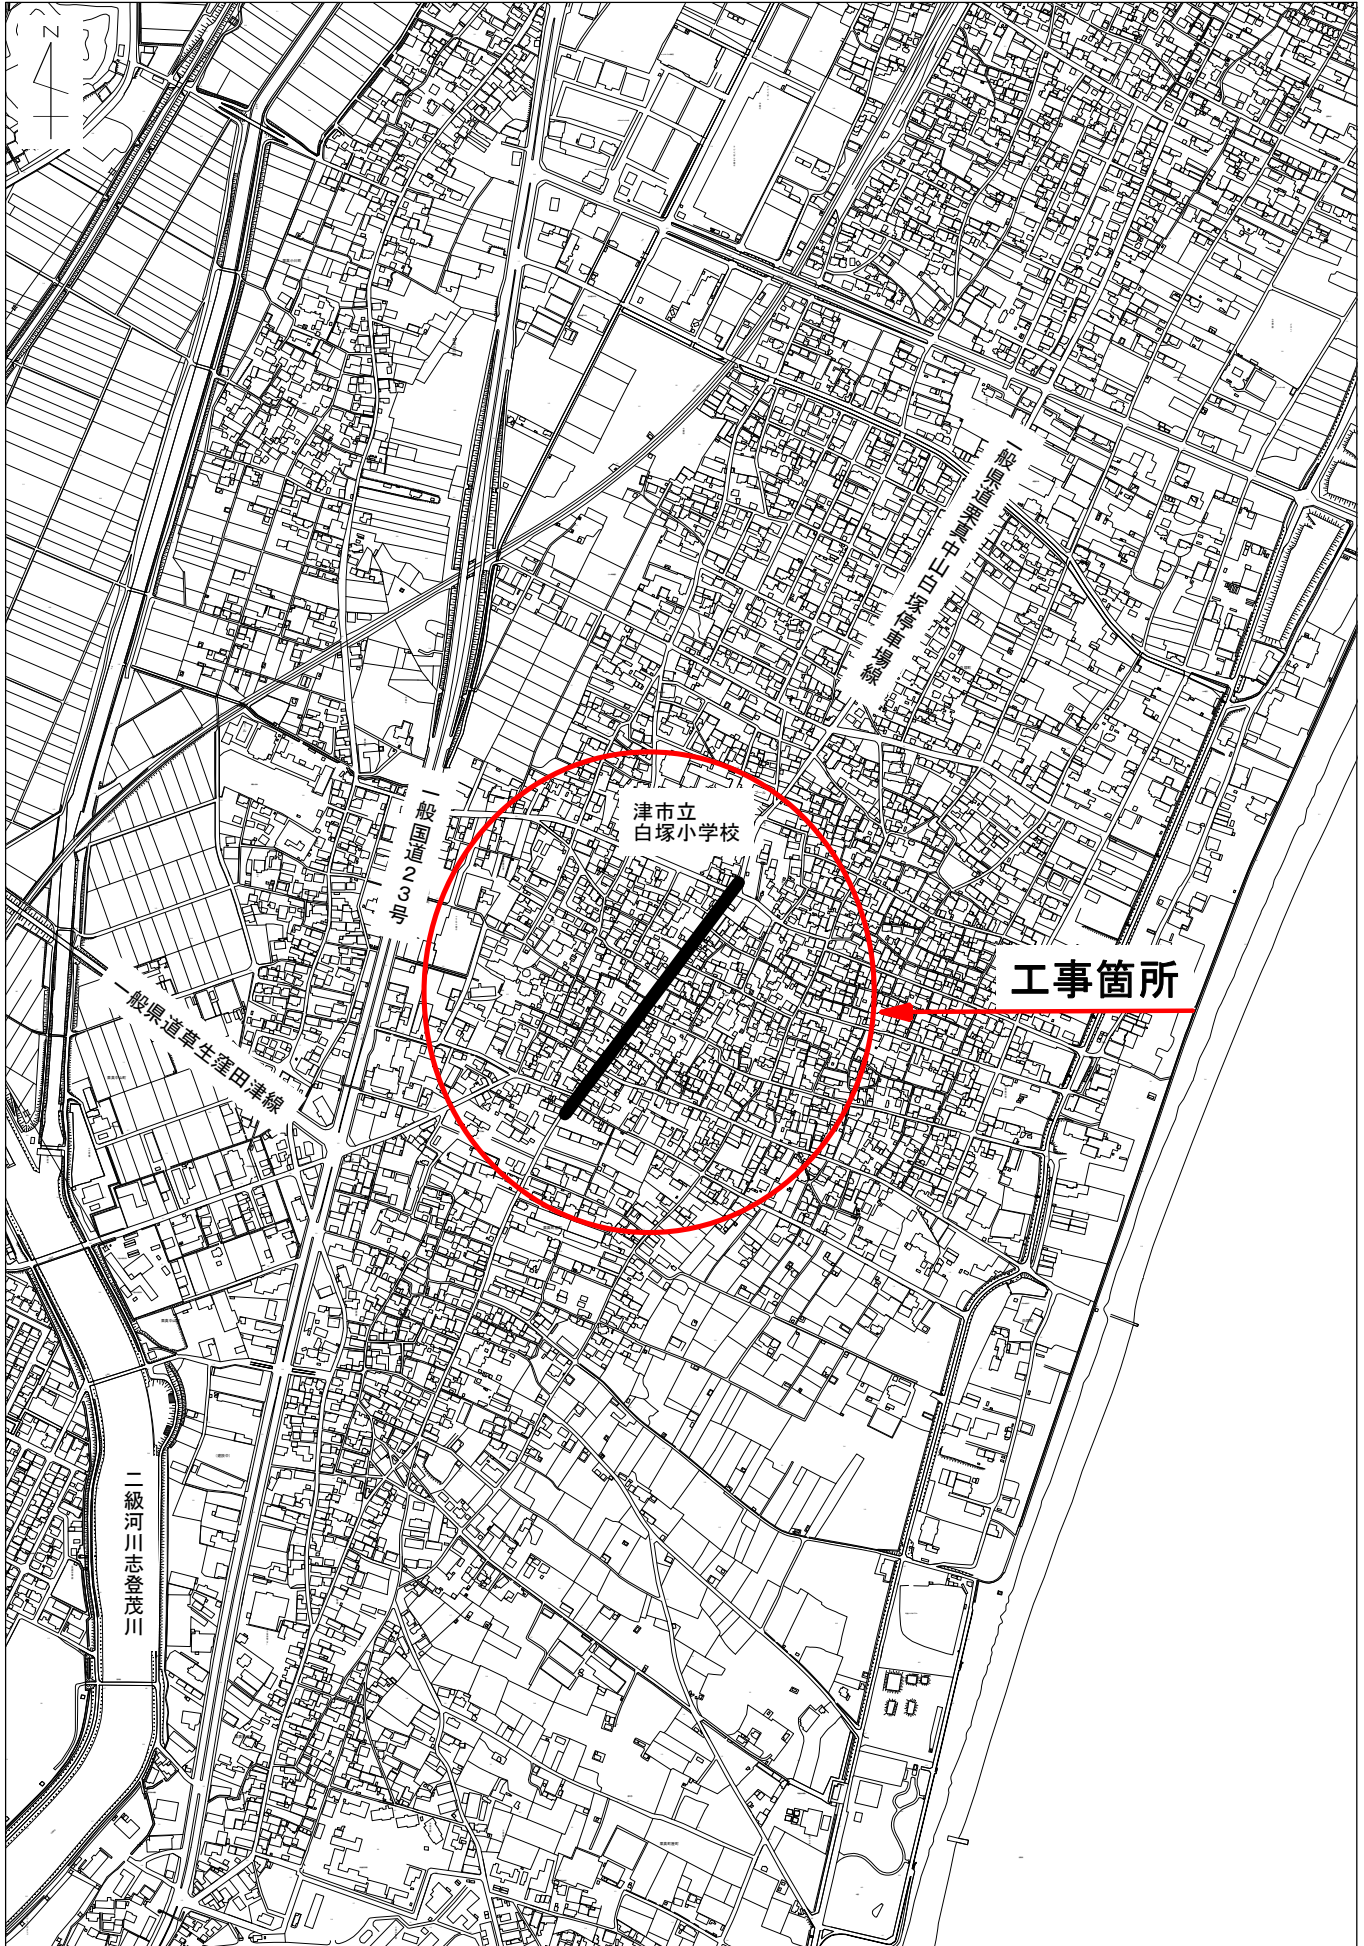 N
一般県道栗真中山白塚停車場線
津市立
白塚小学校
一般国道23号
工事箇所
一般県道草生窪田津線
二級河川志登茂川